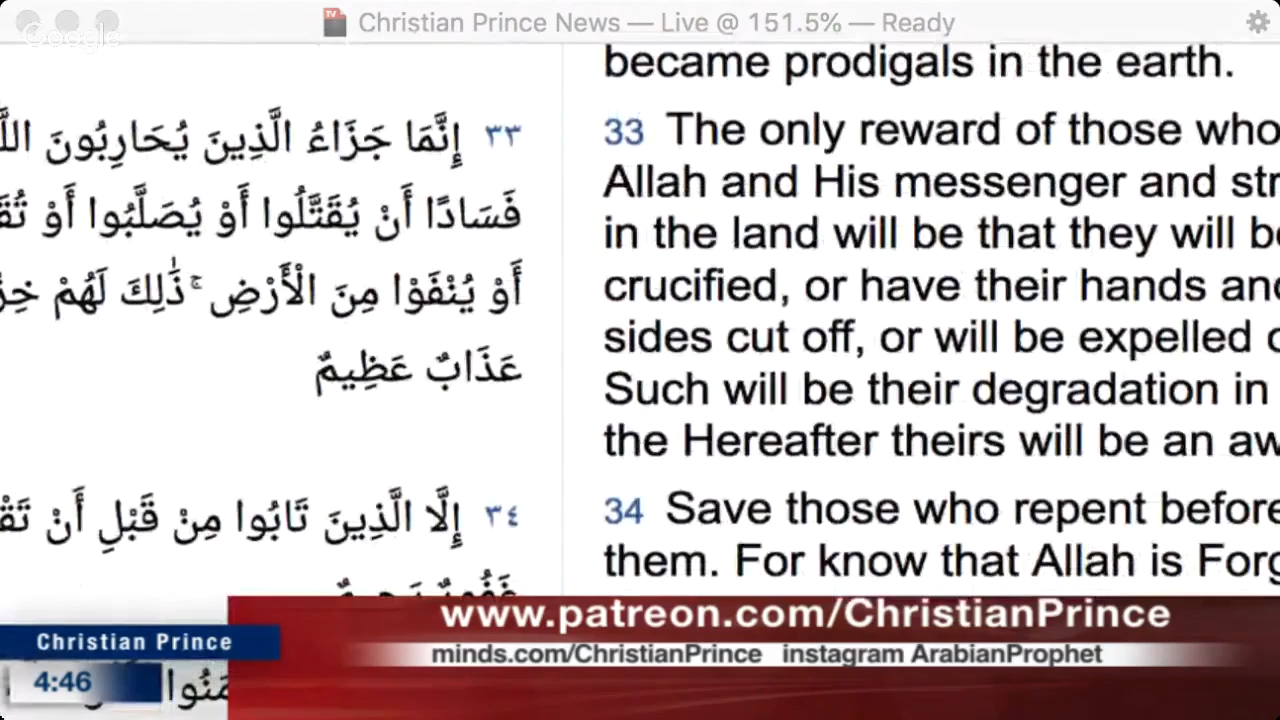 Christian Prince News — Live @ 151.5% — Ready
Google
became prodigals in the earth.
٣٣ إِنَّمَا جَزَاءُ الَّذِينَ يُحَارِبُونَ
فَسَادًا أَنْ يُقَتَّلُوا أَوْ يُصَلَّبُوا أَوْ
أَوْ يُنْفَوْا مِنَ الْأَرْضِ ۚ ذَٰلِكَ لَهُمْ
عَذَابٌ عَظِيمٌ
٣٤ إِلَّا الَّذِينَ تَابُوا مِنْ قَبْلِ أَنْ
33 The only reward of those who
Allah and His messenger and
in the land will be that they will
crucified, or have their hands
sides cut off, or will be expelled
Such will be their degradation in
the Hereafter theirs will be an
34 Save those who repent before
them. For know that Allah is
www.patreon.com/ChristianPrince
Christian Prince
minds.com/ChristianPrince instagram ArabianProphet
4:46